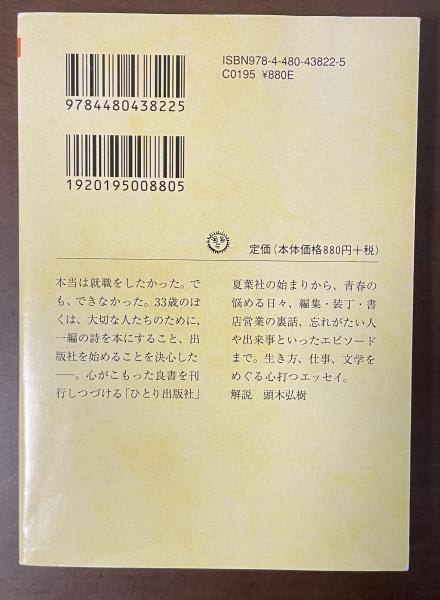 ISBN978-4-480-43822-5
C0195 ¥880E
9784480438225
1920195008805
定価(本体価格880円+税)
本当は就職をしたかった。で
も、できなかった。33歳のぼ
くは、大切な人たちのために、
一編の詩を本にすること、出
版社を始めることを決心した
――。心がこもった良書を刊
行しつづける「ひとり出版社」
夏葉社の始まりから、青春の
悩める日々、編集・装丁・書
店営業の裏話、忘れがたい人
や出来事といったエピソード
まで。生き方、仕事、文学を
めぐる心打つエッセイ。
解説 頭木弘樹